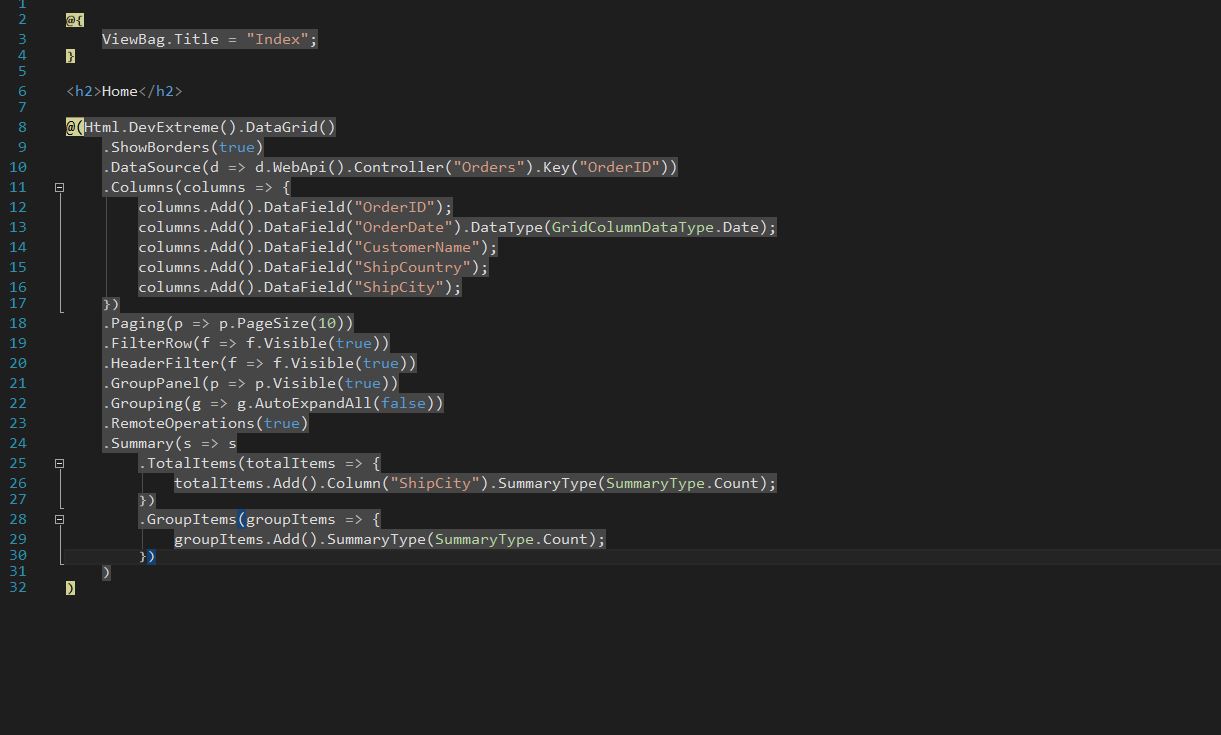 1
2 @{
3 ViewBag.Title = "Index";
4 }
5
6 <h2>Home</h2>
7
8 @(Html.DevExtreme().DataGrid()
9 .ShowBorders(true)
10 .DataSource(d => d.WebApi().Controller("Orders").Key("OrderID"))
11 .Columns(columns => {
12 columns.Add().DataField("OrderID");
13 columns.Add().DataField("OrderDate").DataType(GridColumnDataType.Date);
14 columns.Add().DataField("CustomerName");
15 columns.Add().DataField("ShipCountry");
16 columns.Add().DataField("ShipCity");
17 })
18 .Paging(p => p.PageSize(10))
19 .FilterRow(f => f.Visible(true))
20 .HeaderFilter(f => f.Visible(true))
21 .GroupPanel(p => p.Visible(true))
22 .Grouping(g => g.AutoExpandAll(false))
23 .RemoteOperations(true)
24 .Summary(s => s
25 .TotalItems(totalItems => {
26 totalItems.Add().Column("ShipCity").SummaryType(SummaryType.Count);
27 })
28 .GroupItems(groupItems => {
29 groupItems.Add().SummaryType(SummaryType.Count);
30 })
31 )
32 )